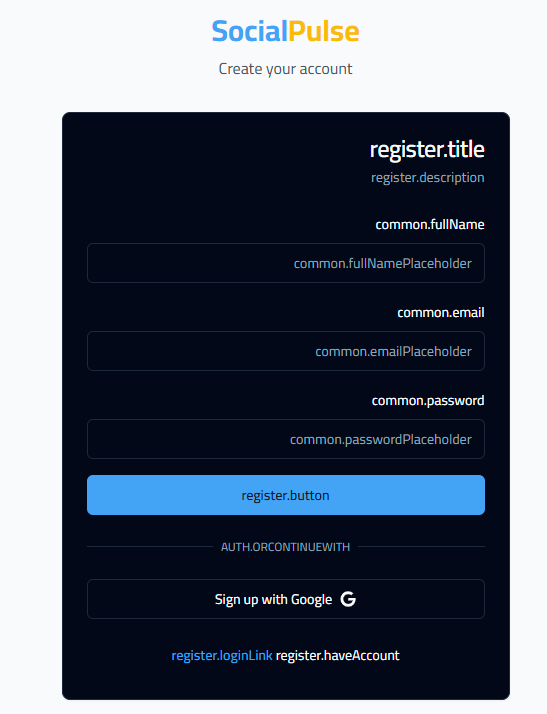 SocialPulse
Create your account
register.title
register.description
common.fullName
common.fullNamePlaceholder
common.email
common.emailPlaceholder
common.password
common.passwordPlaceholder
register.button
AUTH.ORCONTINUEWITH
Sign up with Google
register.loginLink register.haveAccount